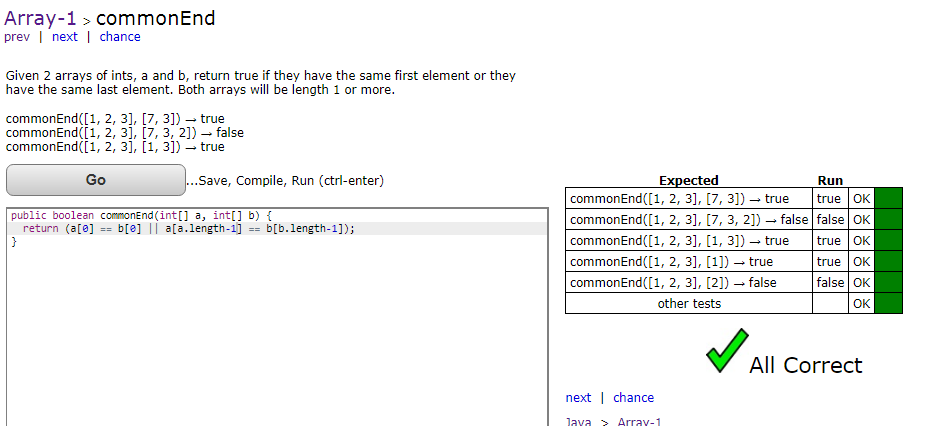 Array-1 > commonEnd
prev | next | chance
Given 2 arrays of ints, a and b, return true if they have the same first element or they
have the same last element. Both arrays will be length 1 or more.
commonEnd([1, 2, 3], [7, 3]) → true
commonEnd([1, 2, 3], [7, 3, 2]) → false
commonEnd([1, 2, 3], [1, 3]) → true
Go ...Save, Compile, Run (ctrl-enter)
public boolean commonEnd(int[] a, int[] b) {
return (a[0] == b[0] || a[a.length-1] == b[b.length-1]);
}
Expected Run
commonEnd([1, 2, 3], [7, 3]) → true true OK
commonEnd([1, 2, 3], [7, 3, 2]) → false false OK
commonEnd([1, 2, 3], [1, 3]) → true true OK
commonEnd([1, 2, 3], [1]) → true true OK
commonEnd([1, 2, 3], [2]) → false false OK
other tests OK
All Correct
next | chance
Java > Array-1